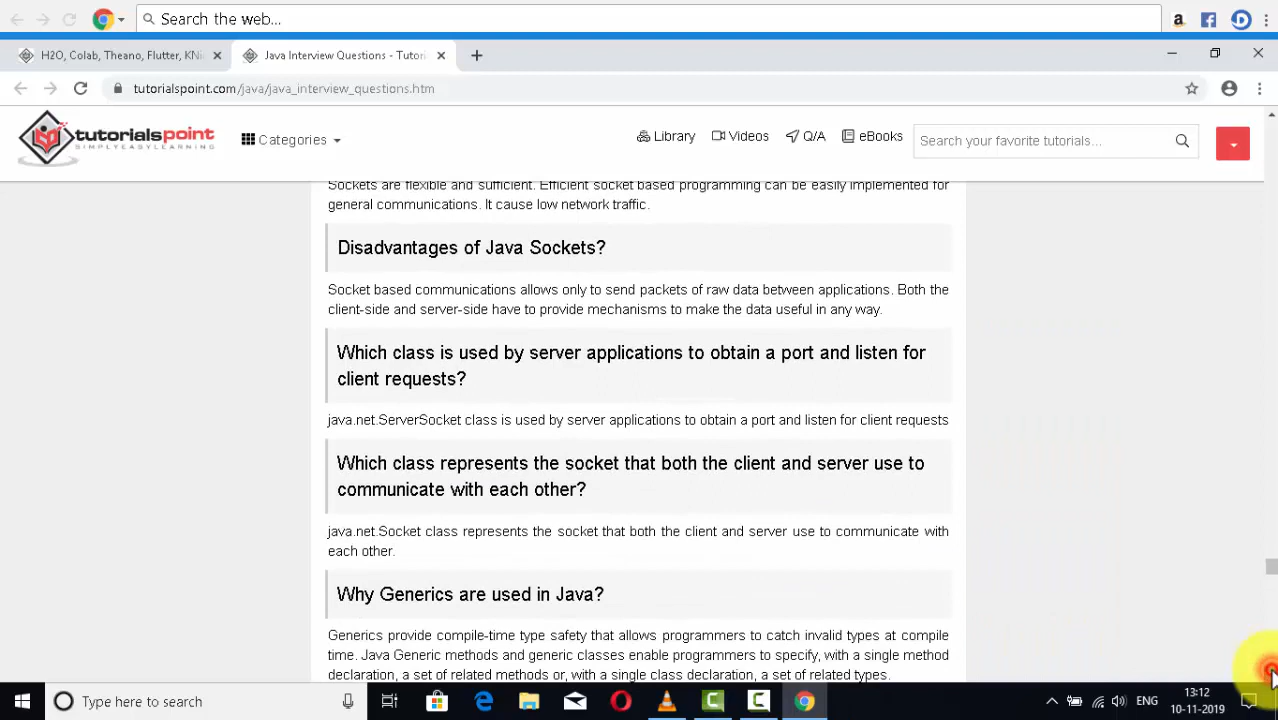 Search the web...
H2O, Colab, Theano, Flutter, KNi
Java Interview Questions - Tutori
tutorialspoint.com/java/java_interview_questions.htm
tutorialspoint
SIMPLYEASYLEARNING
Categories
Library
Videos
Q/A
eBooks
Search your favorite tutorials...
Sockets are flexible and sufficient. Efficient socket based programming can be easily implemented for
general communications. It cause low network traffic.
Disadvantages of Java Sockets?
Socket based communications allows only to send packets of raw data between applications. Both the
client-side and server-side have to provide mechanisms to make the data useful in any way.
Which class is used by server applications to obtain a port and listen for
client requests?
java.net.ServerSocket class is used by server applications to obtain a port and listen for client requests
Which class represents the socket that both the client and server use to
communicate with each other?
java.net.Socket class represents the socket that both the client and server use to communicate with
each other.
Why Generics are used in Java?
Generics provide compile-time type safety that allows programmers to catch invalid types at compile
time. Java Generic methods and generic classes enable programmers to specify, with a single method
declaration, a set of related methods or, with a single class declaration, a set of related types.
Type here to search
ENG
13:12
10-11-2019